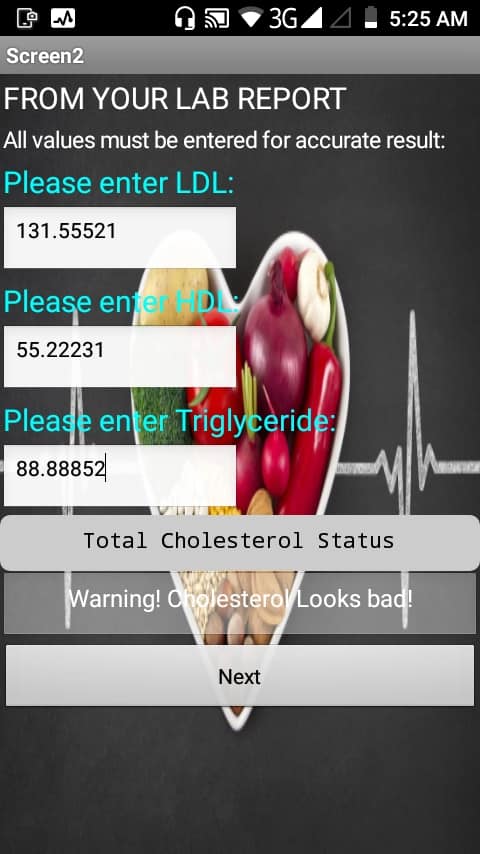 3G 5:25 AM
Screen2
FROM YOUR LAB REPORT
All values must be entered for accurate result:
Please enter LDL:
131.55521
Please enter HDL:
55.22231
Please enter Triglyceride:
88.88852
Total Cholesterol Status
Warning! Cholesterol Looks bad!
Next